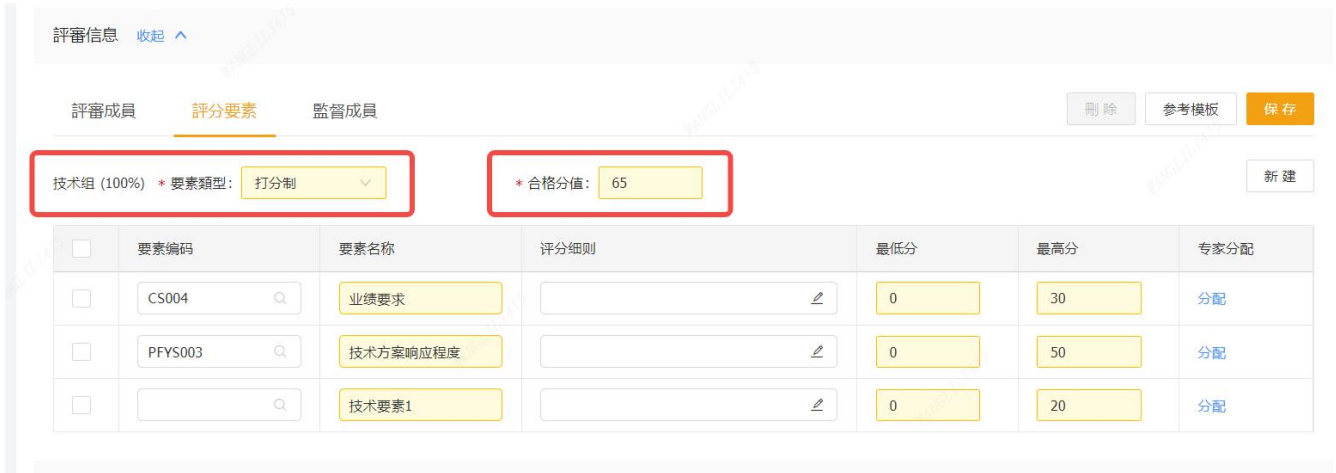 評審信息 收起
評審成員 評分要素 監督成員 刪除 参考模板 保存
技术组 (100%) * 要素類型: 打分制 * 合格分值: 65 新建
要素编码 要素名称 评分细则 最低分 最高分 专家分配
CS004 业绩要求 0 30 分配
PFYS003 技术方案响应程度 0 50 分配
技术要素1 0 20 分配